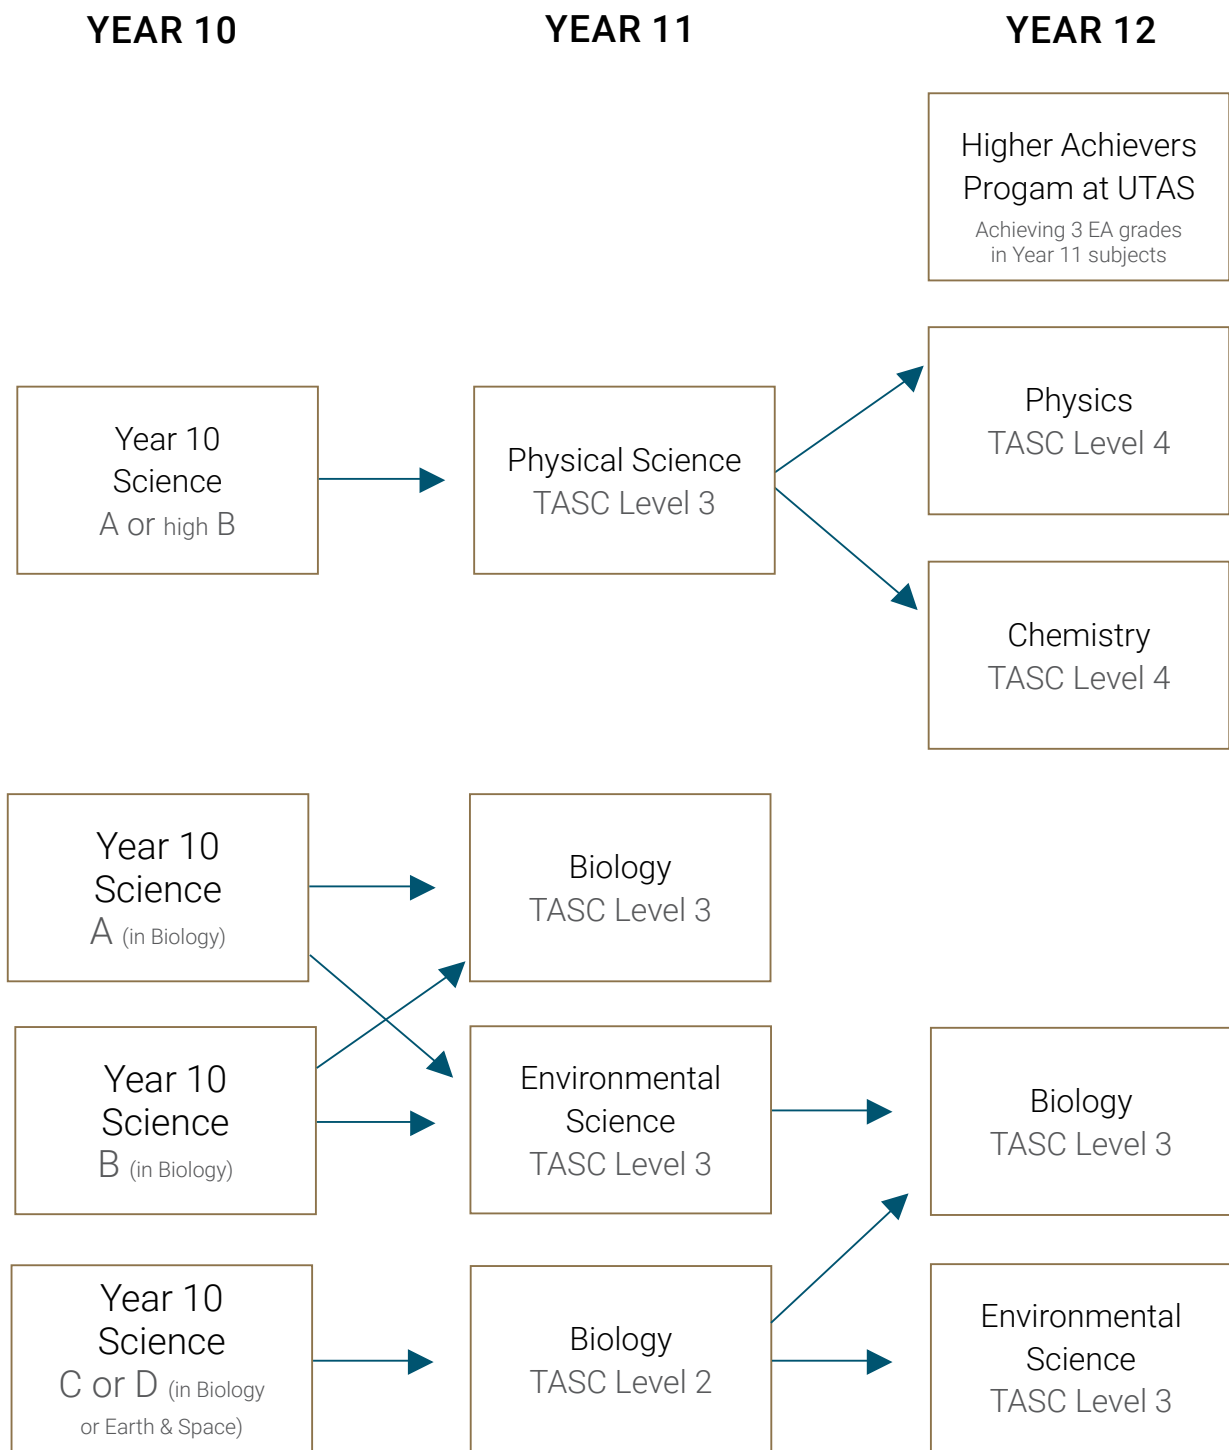 YEAR 10
YEAR 11
YEAR 12
Higher Achievers
Progam at UTAS
Achieving 3 EA grades
in Year 11 subjects
Year 10
Science
A or high B
Physical Science
TASC Level 3
Physics
TASC Level 4
Chemistry
TASC Level 4
Year 10
Science
A (in Biology)
Biology
TASC Level 3
Year 10
Science
B (in Biology)
Environmental
Science
TASC Level 3
Biology
TASC Level 3
Year 10
Science
C or D (in Biology
or Earth & Space)
Biology
TASC Level 2
Environmental
Science
TASC Level 3